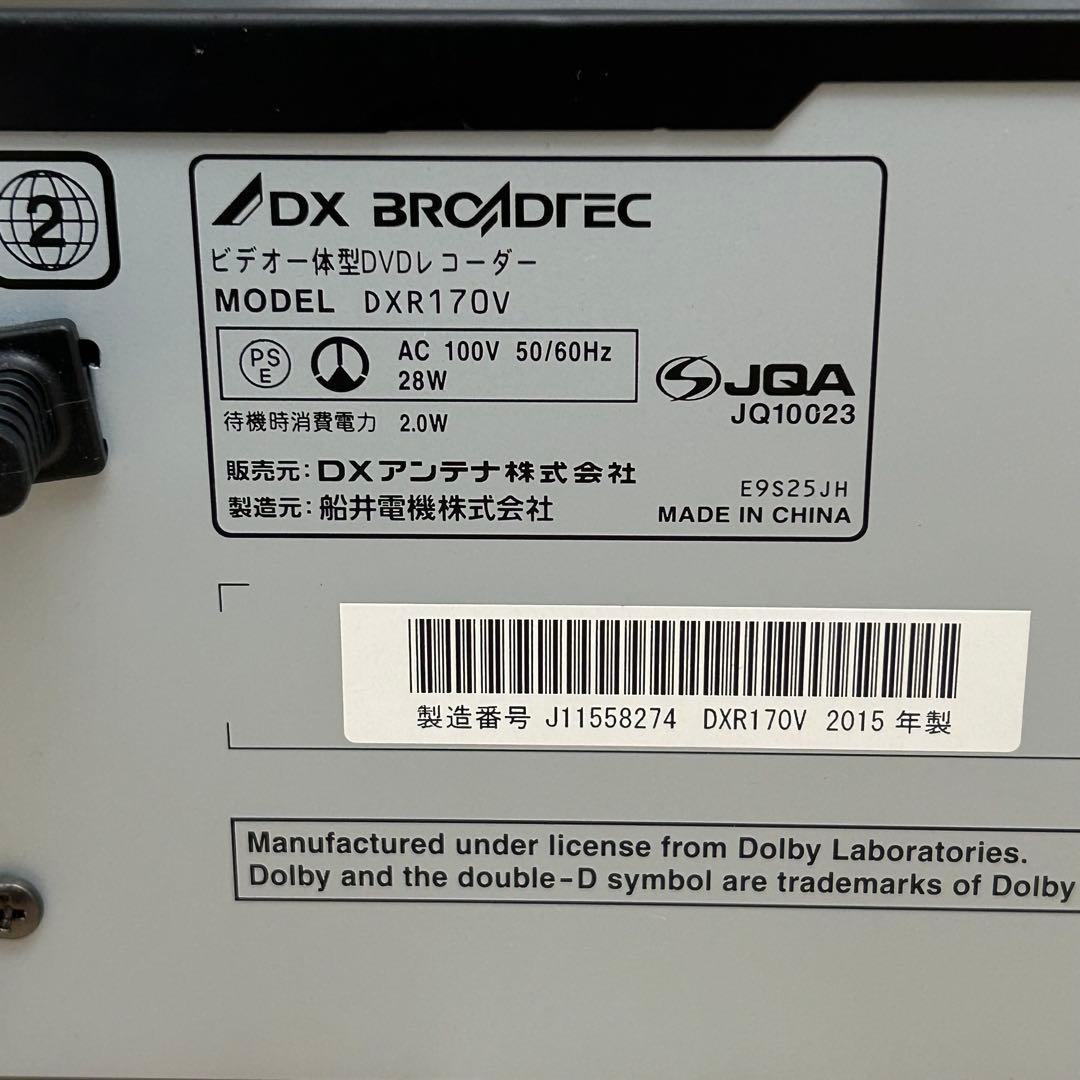 2
DX BROADTEC
ビデオ一体型DVDレコーダー
MODEL DXR170V
PS
E
AC 100V 50/60Hz
28W
JQA
JQ10023
待機時消費電力 2.0W
販売元:DXアンテナ株式会社
製造元:船井電機株式会社
E9S25JH
MADE IN CHINA
製造番号 J11558274 DXR170V 2015年製
Manufactured under license from Dolby Laboratories.
Dolby and the double-D symbol are trademarks of Dolby